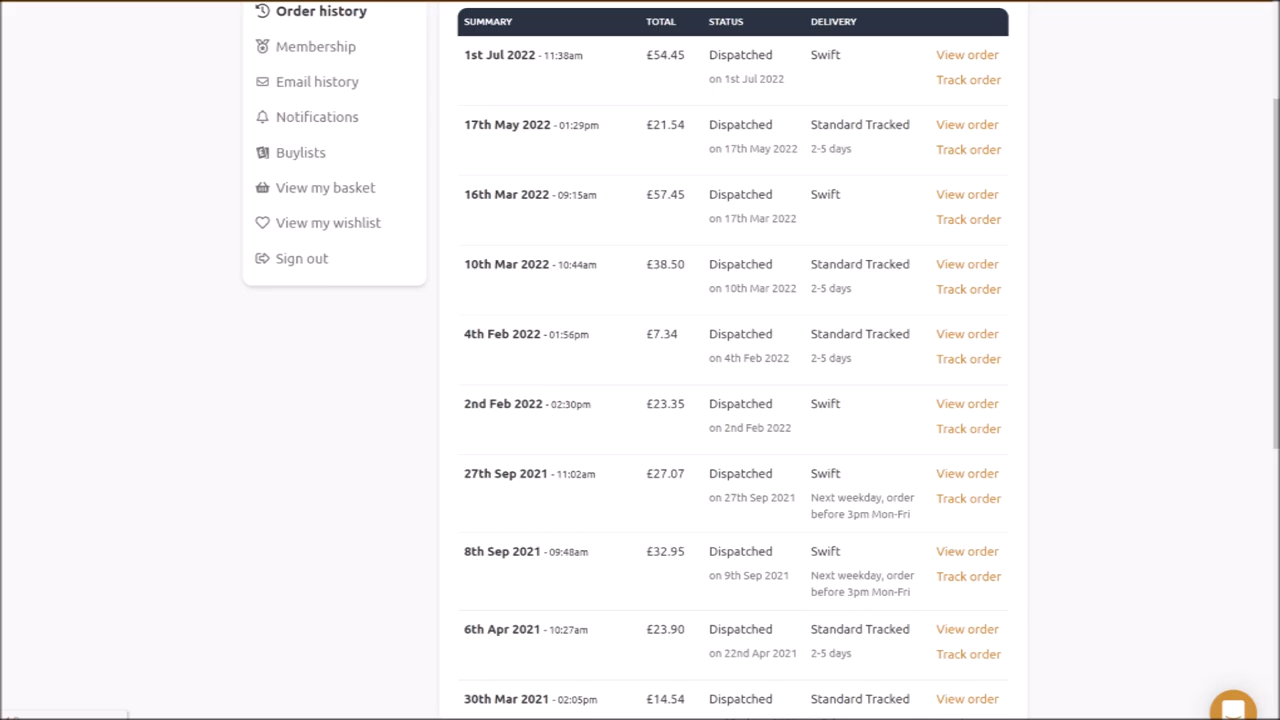 Order history
Membership
Email history
Notifications
Buylists
View my basket
View my wishlist
Sign out
SUMMARY TOTAL STATUS DELIVERY
1st Jul 2022 - 11:38am £54.45 Dispatched Swift View order
on 1st Jul 2022 Track order
17th May 2022 - 01:29pm £21.54 Dispatched Standard Tracked View order
on 17th May 2022 2-5 days Track order
16th Mar 2022 - 09:15am £57.45 Dispatched Swift View order
on 17th Mar 2022 Track order
10th Mar 2022 - 10:44am £38.50 Dispatched Standard Tracked View order
on 10th Mar 2022 2-5 days Track order
4th Feb 2022 - 01:56pm £7.34 Dispatched Standard Tracked View order
on 4th Feb 2022 2-5 days Track order
2nd Feb 2022 - 02:30pm £23.35 Dispatched Swift View order
on 2nd Feb 2022 Track order
27th Sep 2021 - 11:02am £27.07 Dispatched Swift View order
on 27th Sep 2021 Next weekday, order Track order
before 3pm Mon-Fri
8th Sep 2021 - 09:48am £32.95 Dispatched Swift View order
on 9th Sep 2021 Next weekday, order Track order
before 3pm Mon-Fri
6th Apr 2021 - 10:27am £23.90 Dispatched Standard Tracked View order
on 22nd Apr 2021 2-5 days Track order
30th Mar 2021 - 02:05pm £14.54 Dispatched Standard Tracked View order